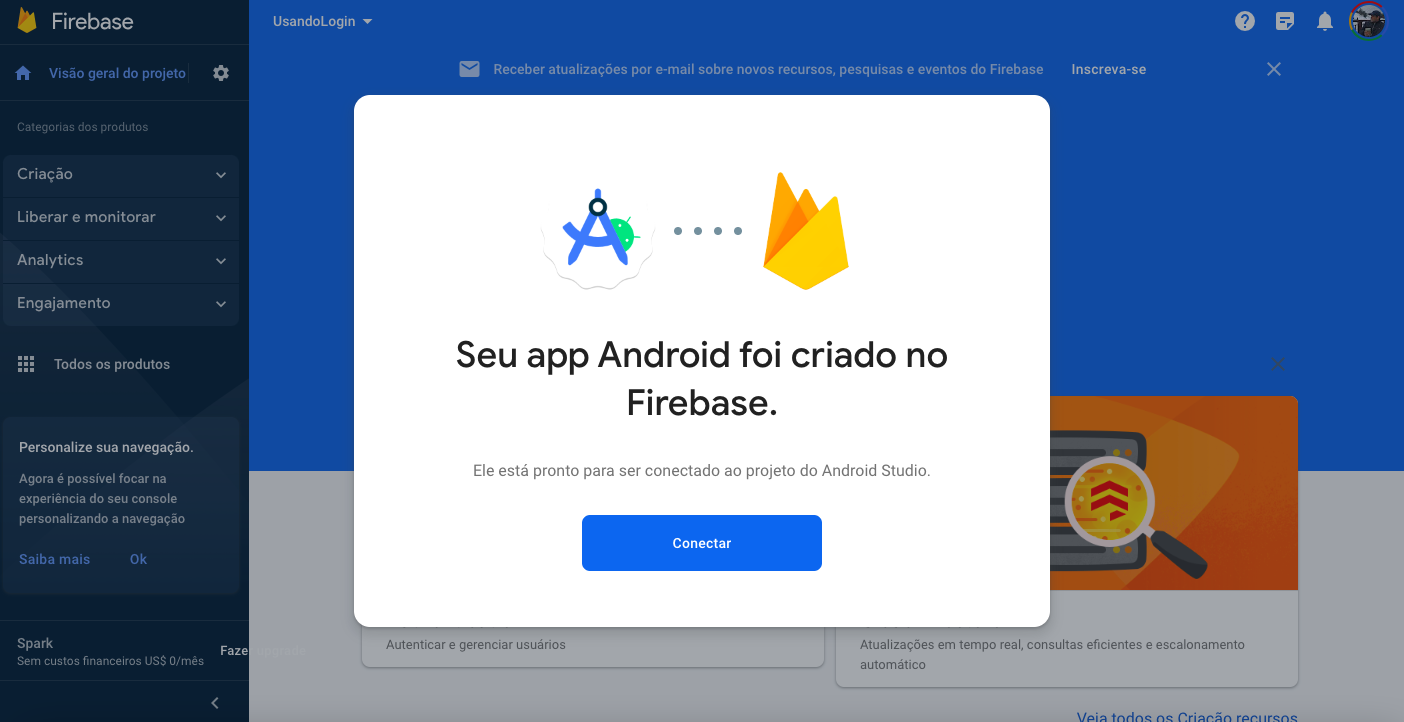 Firebase
UsandoLogin
Visão geral do projeto
Receber atualizações por e-mail sobre novos recursos, pesquisas e eventos do Firebase
Inscreva-se
Categorias dos produtos
Criação
Liberar e monitorar
Analytics
Engajamento
Todos os produtos
Personalize sua navegação.
Agora é possível focar na
experiência do seu console
personalizando a navegação
Saiba mais
Ok
Spark
Sem custos financeiros US$ 0/mês
Fazer upgrade
Seu app Android foi criado no
Firebase.
Ele está pronto para ser conectado ao projeto do Android Studio.
Conectar
Autenticar e gerenciar usuários
Atualizações em tempo real, consultas eficientes e escalonamento
automático
Veja todos os Criação recursos